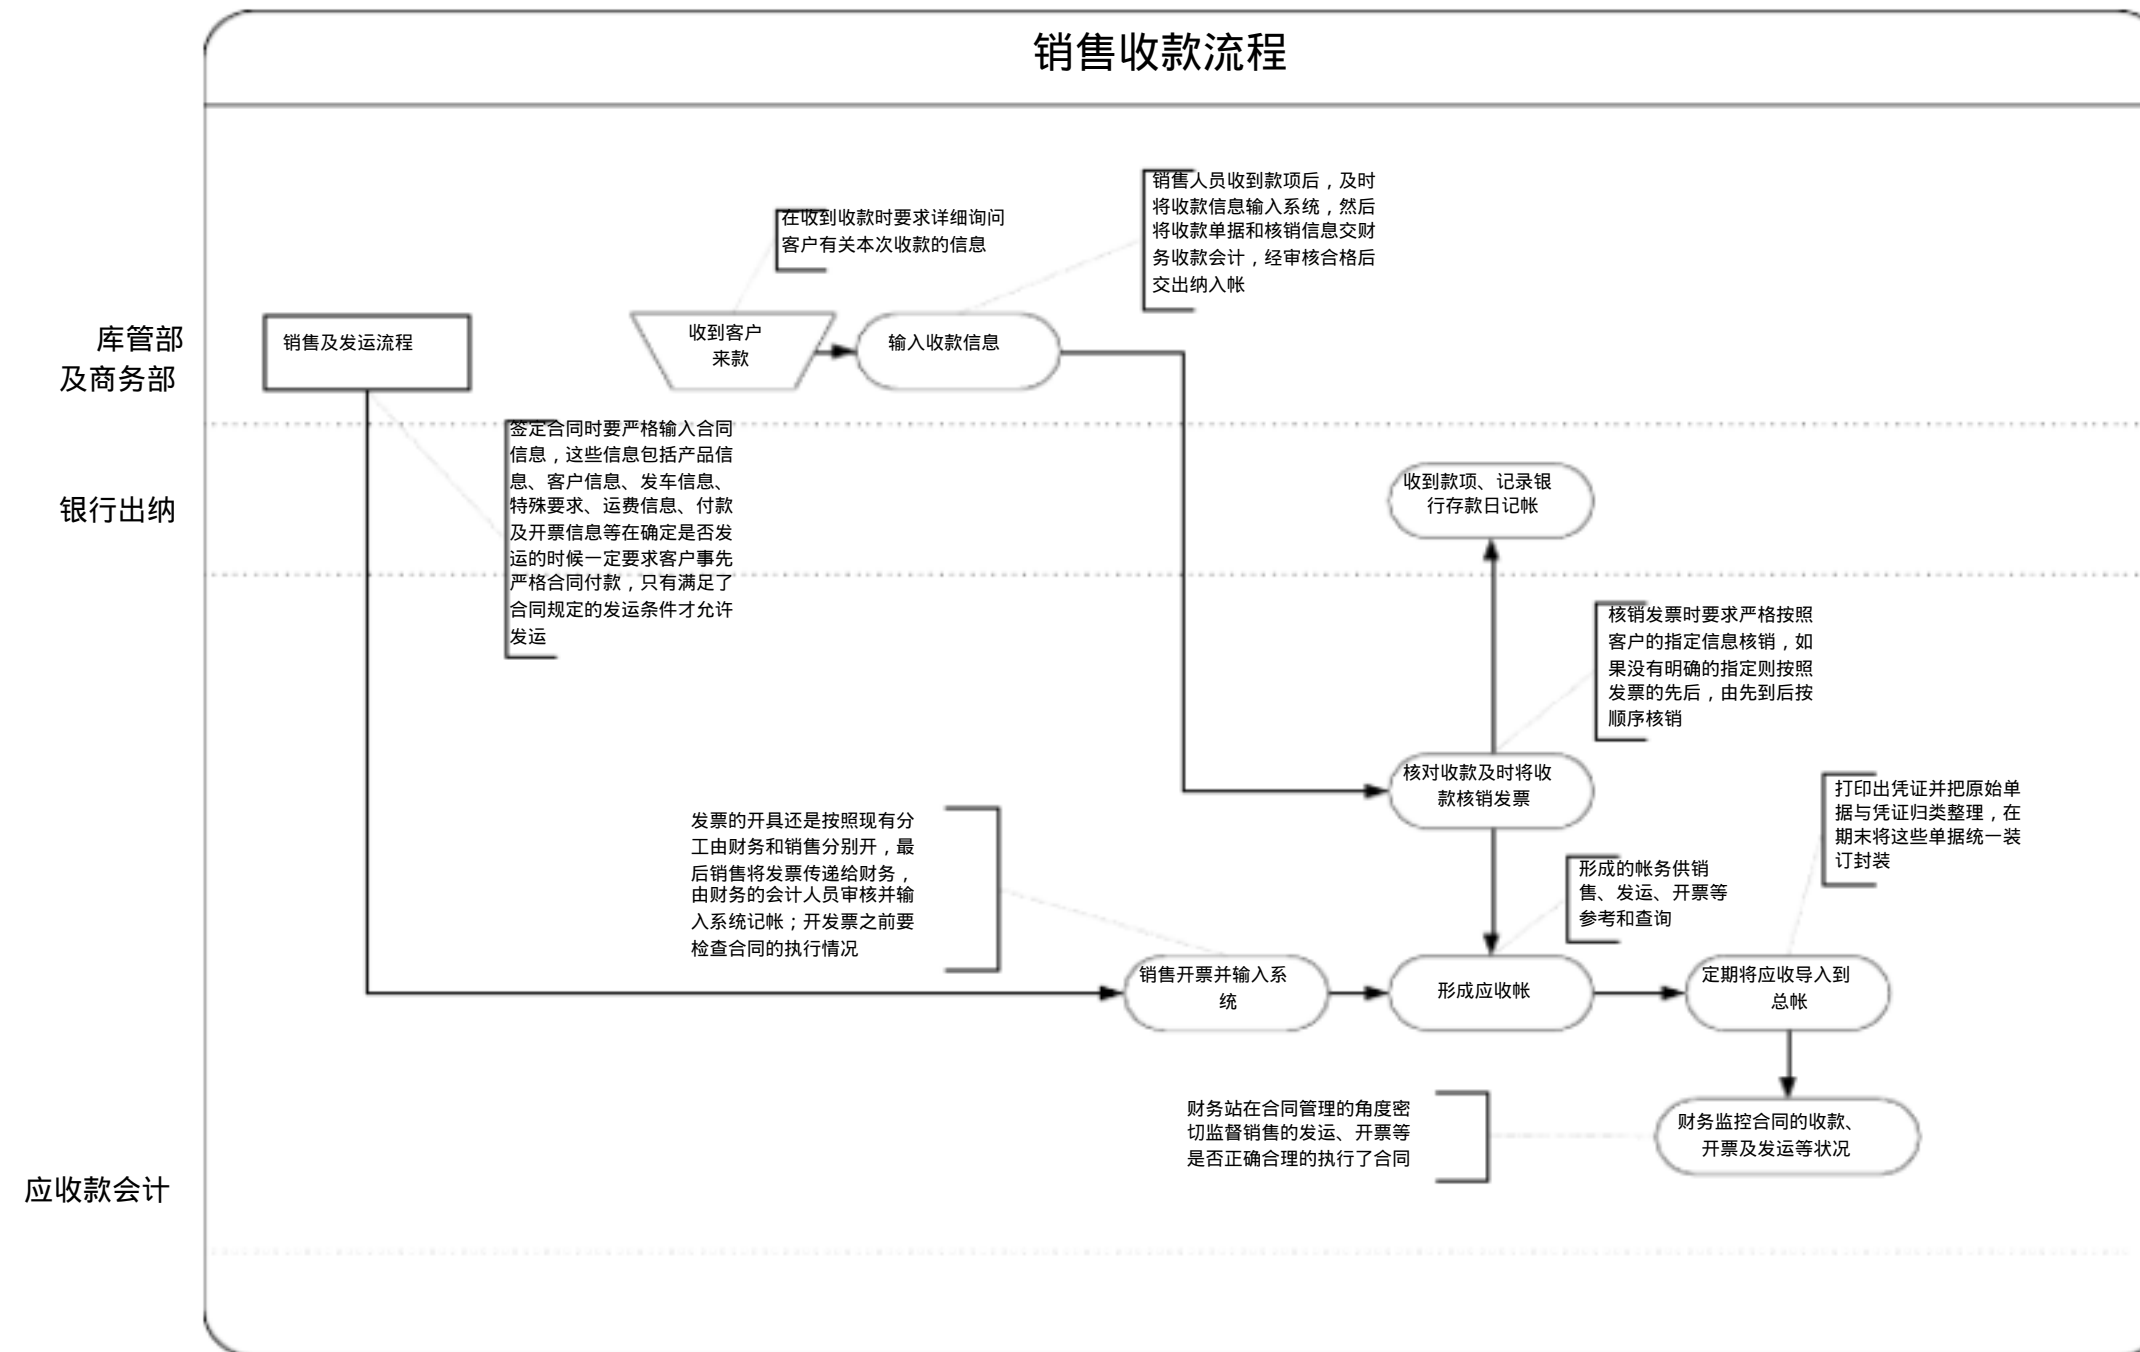 销售收款流程
销售人员收到款项后，及时
将收款信息输入系统，然后
将收款单据和核销信息交财
务收款会计，经审核合格后
交出纳入帐
在收到收款时要求详细询问
客户有关本次收款的信息
库管部
及商务部
销售及发运流程
收到客户
来款
输入收款信息
签定合同时要严格输入合同
信息，这些信息包括产品信
息、客户信息、发车信息、
特殊要求、运费信息、付款
及开票信息等在确定是否发
运的时候一定要求客户事先
严格合同付款，只有满足了
合同规定的发运条件才允许
发运
银行出纳
收到款项、记录银
行存款日记帐
核销发票时要求严格按照
客户的指定信息核销，如
果没有明确的指定则按照
发票的先后，由先到后按
顺序核销
核对收款及时将收
款核销发票
打印出凭证并把原始单
据与凭证归类整理，在
期末将这些单据统一装
订封装
发票的开具还是按照现有分
工由财务和销售分别开，最
后销售将发票传递给财务，
由财务的会计人员审核并输
入系统记帐；开发票之前要
检查合同的执行情况
形成的帐务供销
售、发运、开票等
参考和查询
销售开票并输入系
统
形成应收帐
定期将应收导入到
总帐
财务站在合同管理的角度密
切监督销售的发运、开票等
是否正确合理的执行了合同
财务监控合同的收款、
开票及发运等状况
应收款会计